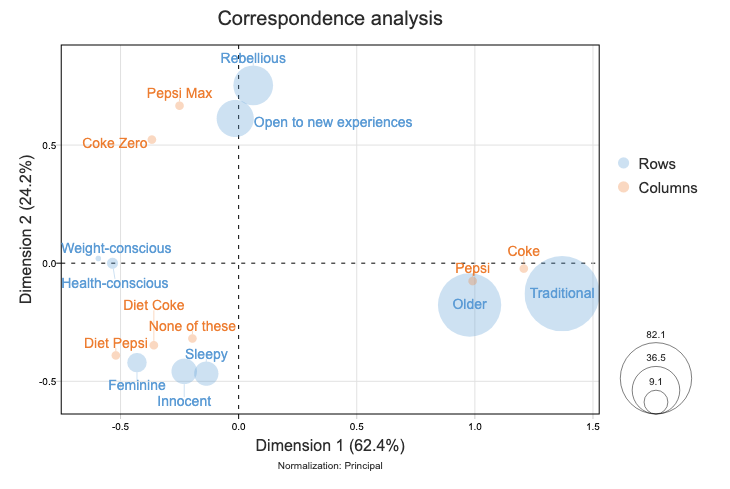 Correspondence analysis
Rebellious
Pepsi Max
Open to new experiences
Coke Zero
0.5
Rows
Columns
Dimension 2 (24.2%)
Weight-conscious
0.0
Health-conscious
Coke
Pepsi
Older
Traditional
Diet Coke
None of these
Diet Pepsi
Sleepy
Feminine
Innocent
-0.5
82.1
36.5
9.1
-0.5
0.0
0.5
1.0
1.5
Dimension 1 (62.4%)
Normalization: Principal